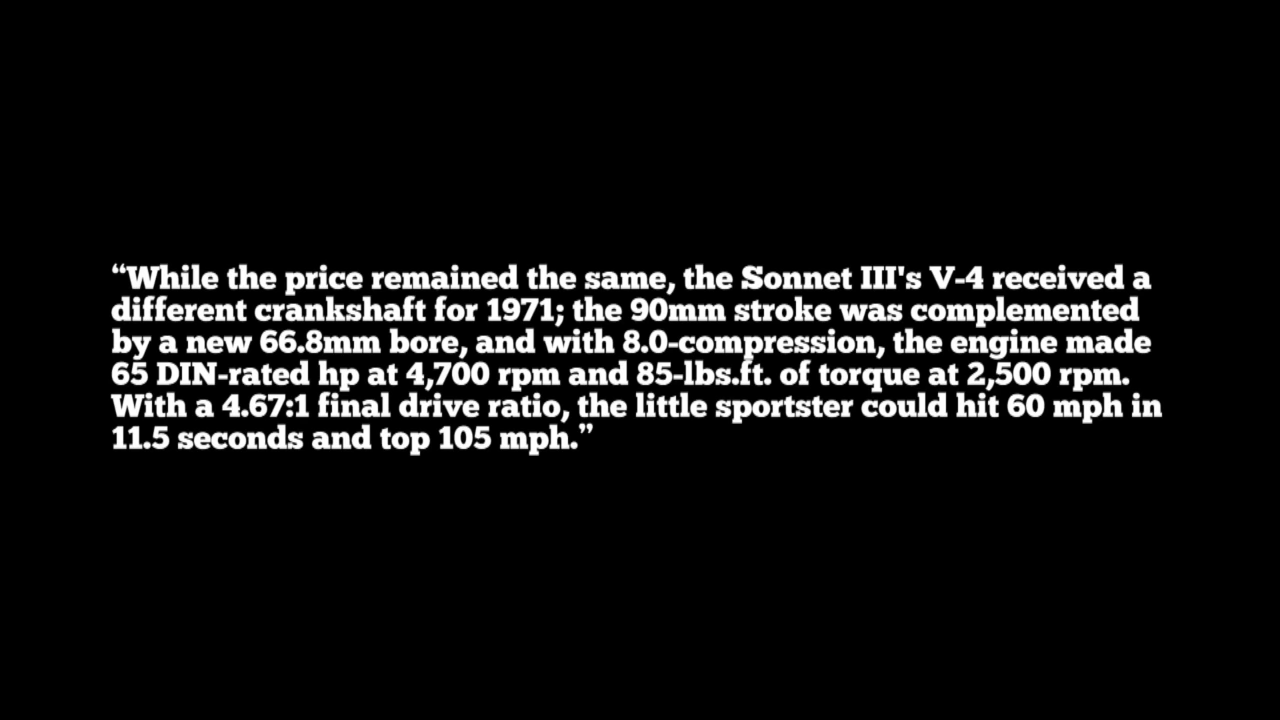 “While the price remained the same, the Sonnet III's V-4 received a
different crankshaft for 1971; the 90mm stroke was complemented
by a new 66.8mm bore, and with 8.0-compression, the engine made
65 DIN-rated hp at 4,700 rpm and 85-lbs.ft. of torque at 2,500 rpm.
With a 4.67:1 final drive ratio, the little sportster could hit 60 mph in
11.5 seconds and top 105 mph.”